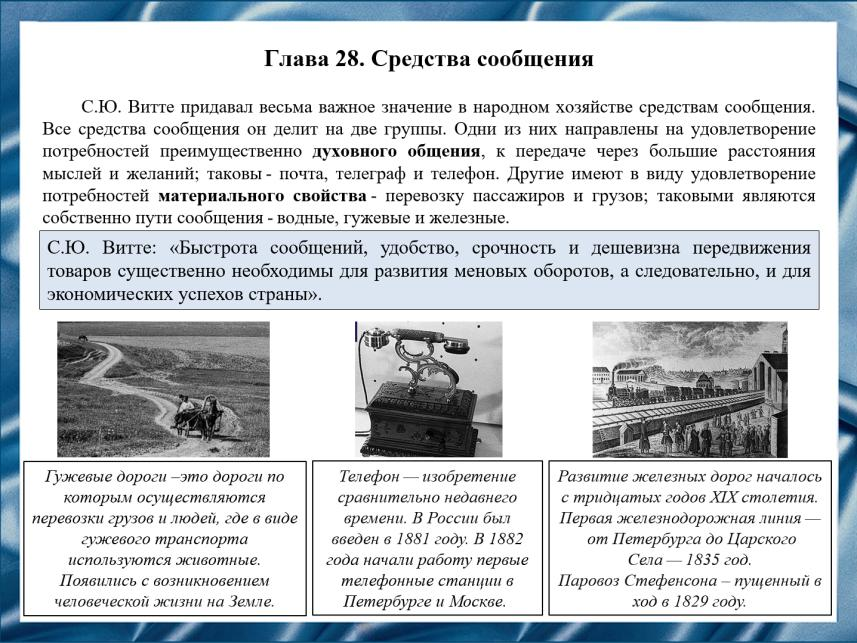 Глава 28. Средства сообщения
С.Ю. Витте придавал весьма важное значение в народном хозяйстве средствам сообщения.
Все средства сообщения он делит на две группы. Одни из них направлены на удовлетворение
потребностей преимущественно духовного общения, к передаче через большие расстояния
мыслей и желаний; таковы - почта, телеграф и телефон. Другие имеют в виду удовлетворение
потребностей материального свойства - перевозку пассажиров и грузов; таковыми являются
собственно пути сообщения - водные, гужевые и железные.
С.Ю. Витте: «Быстрота сообщений, удобство, срочность и дешевизна передвижения
товаров существенно необходимы для развития меновых оборотов, а следовательно, и для
экономических успехов страны».
Гужевые дороги –это дороги по
которым осуществляются
перевозки грузов и людей, где в виде
гужевого транспорта
используются животные.
Появились с возникновением
человеческой жизни на Земле.
Телефон — изобретение
сравнительно недавнего
времени. В России был
введен в 1881 году. В 1882
года начали работу первые
телефонные станции в
Петербурге и Москве.
Развитие железных дорог началось
с тридцатых годов XIX столетия.
Первая железнодорожная линия —
от Петербурга до Царского
Села — 1835 год.
Паровоз Стефенсона – пущенный в
ход в 1829 году.